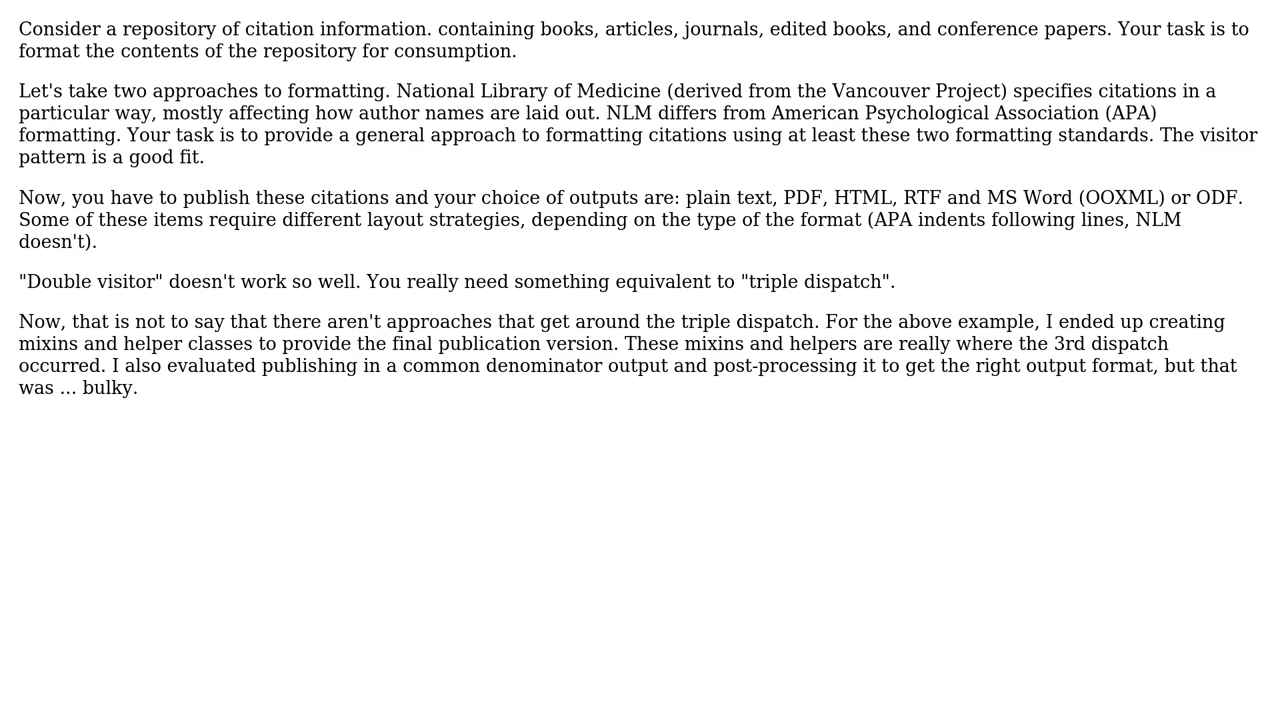 Consider a repository of citation information. containing books, articles, journals, edited books, and conference papers. Your task is to
format the contents of the repository for consumption.
Let's take two approaches to formatting. National Library of Medicine (derived from the Vancouver Project) specifies citations in a
particular way, mostly affecting how author names are laid out. NLM differs from American Psychological Association (APA)
formatting. Your task is to provide a general approach to formatting citations using at least these two formatting standards. The visitor
pattern is a good fit.
Now, you have to publish these citations and your choice of outputs are: plain text, PDF, HTML, RTF and MS Word (OOXML) or ODF.
Some of these items require different layout strategies, depending on the type of the format (APA indents following lines, NLM
doesn't).
"Double visitor" doesn't work so well. You really need something equivalent to "triple dispatch".
Now, that is not to say that there aren't approaches that get around the triple dispatch. For the above example, I ended up creating
mixins and helper classes to provide the final publication version. These mixins and helpers are really where the 3rd dispatch
occurred. I also evaluated publishing in a common denominator output and post-processing it to get the right output format, but that
was ... bulky.